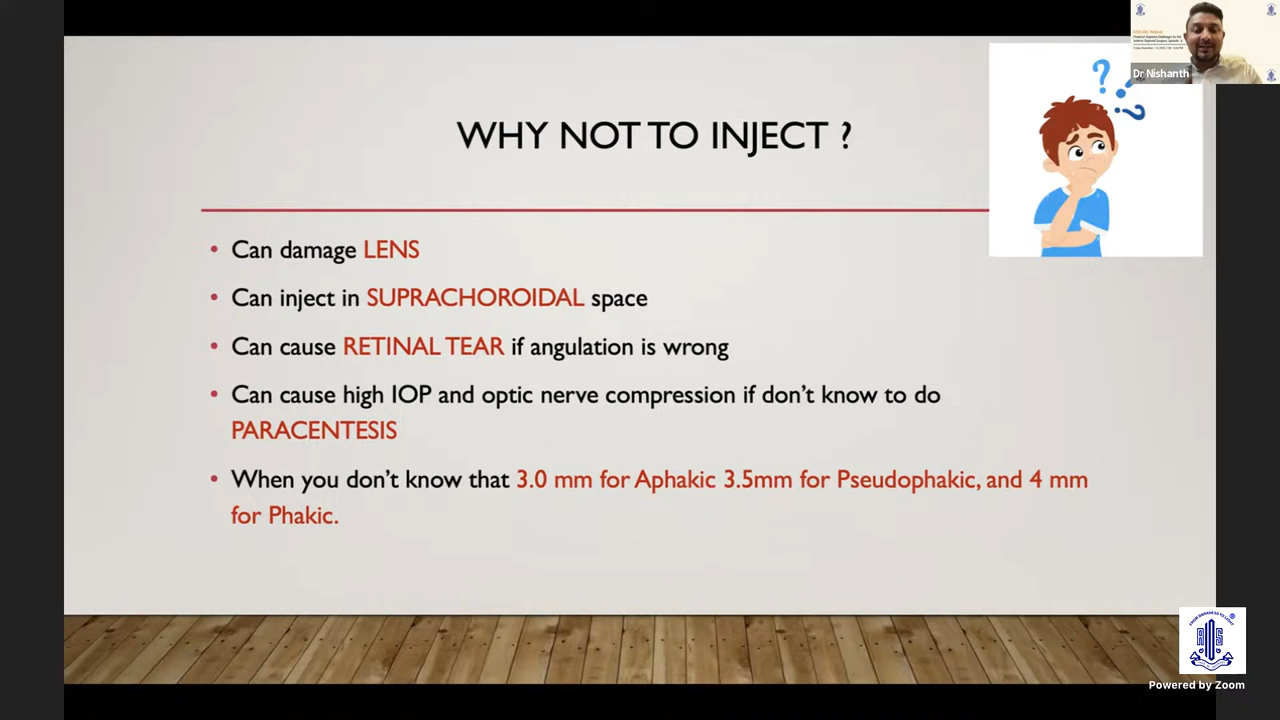 WHY NOT TO INJECT ?
Dr Nishanth
• Can damage LENS
• Can inject in SUPRACHOROIDAL space
• Can cause RETINAL TEAR if angulation is wrong
• Can cause high IOP and optic nerve compression if don't know to do
PARACENTESIS
• When you don't know that 3.0 mm for Aphakic 3.5mm for Pseudophakic, and 4 mm
for Phakic.
Powered by Zoom